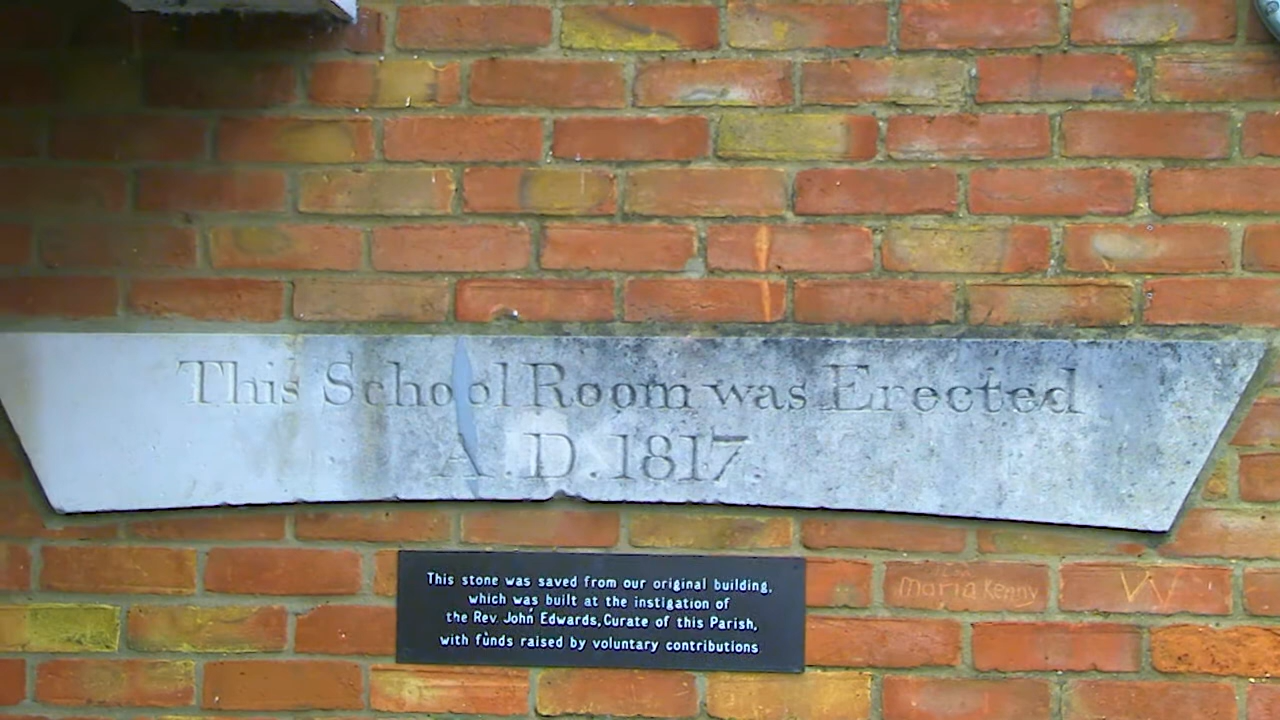 This School Room was Erected
A.D.1817.
This stone was saved from our original building,
which was built at the instigation of
the Rev. John Edwards, Curate of this Parish,
with funds raised by voluntary contributions
maria Kenny
W